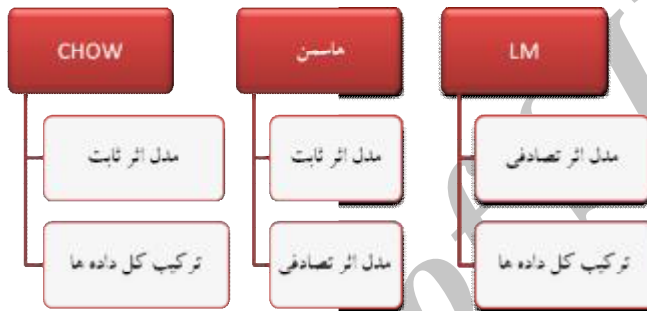 CHOW
هاسمن
LM
مدل اثر ثابت
مدل اثر ثابت
مدل اثر تصادفی
ترکیب کل داده ها
مدل اثر تصادفی
ترکیب کل داده ها